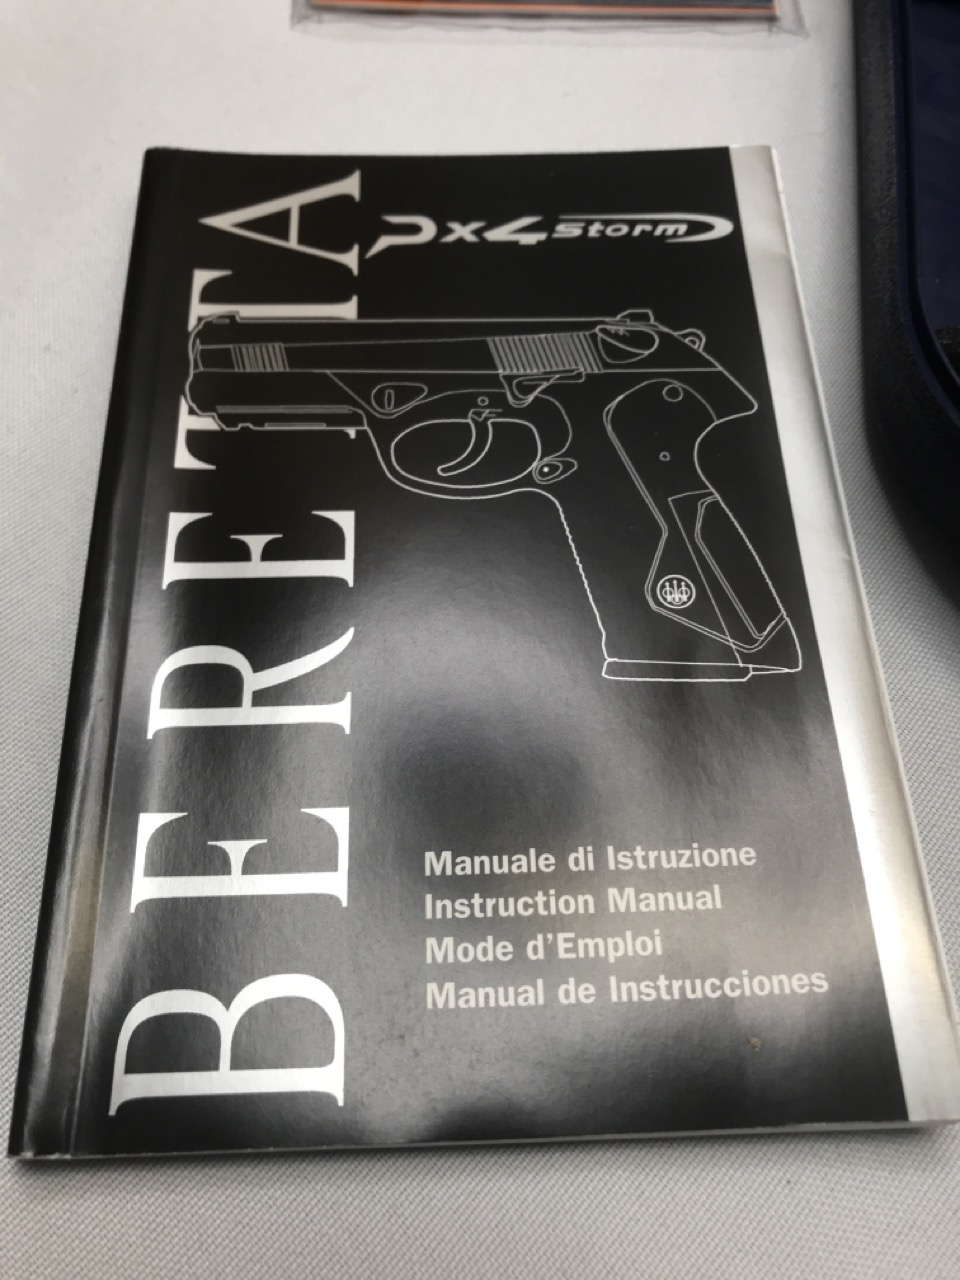 BERETTA
Px4 Storm
Manuale di Istruzione
Instruction Manual
Mode d'Emploi
Manual de Instrucciones